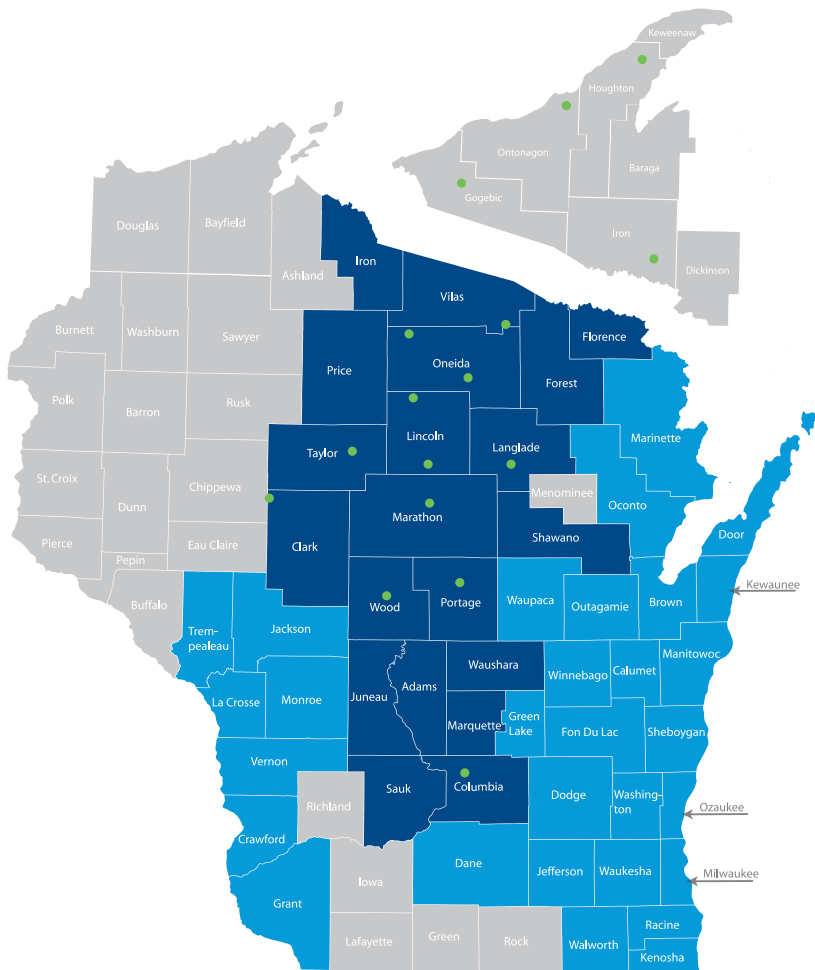 Keweenaw
Houghton
Ontonagon
Baraga
Gogebic
Iron
Dickinson
Douglas
Bayfield
Ashland
Iron
Vilas
Burnett
Washburn
Sawyer
Florence
Price
Oneida
Forest
Polk
Barron
Rusk
Marinette
Lincoln
Langlade
Taylor
St. Croix
Chippewa
Menominee
Oconto
Dunn
Marathon
Pierce
Eau Claire
Clark
Shawano
Door
Pepin
Kewaunee
Buffalo
Wood
Portage
Waupaca
Outagamie
Brown
Trem-
pealeau
Jackson
Manitowoc
Waushara
Winnebago
Calumet
La Crosse
Monroe
Juneau
Adams
Marquette
Green
Lake
Fon Du Lac
Sheboygan
Vernon
Sauk
Columbia
Dodge
Washing-
ton
Ozaukee
Richland
Crawford
Dane
Jefferson
Waukesha
Milwaukee
Iowa
Grant
Racine
Lafayette
Green
Rock
Walworth
Kenosha